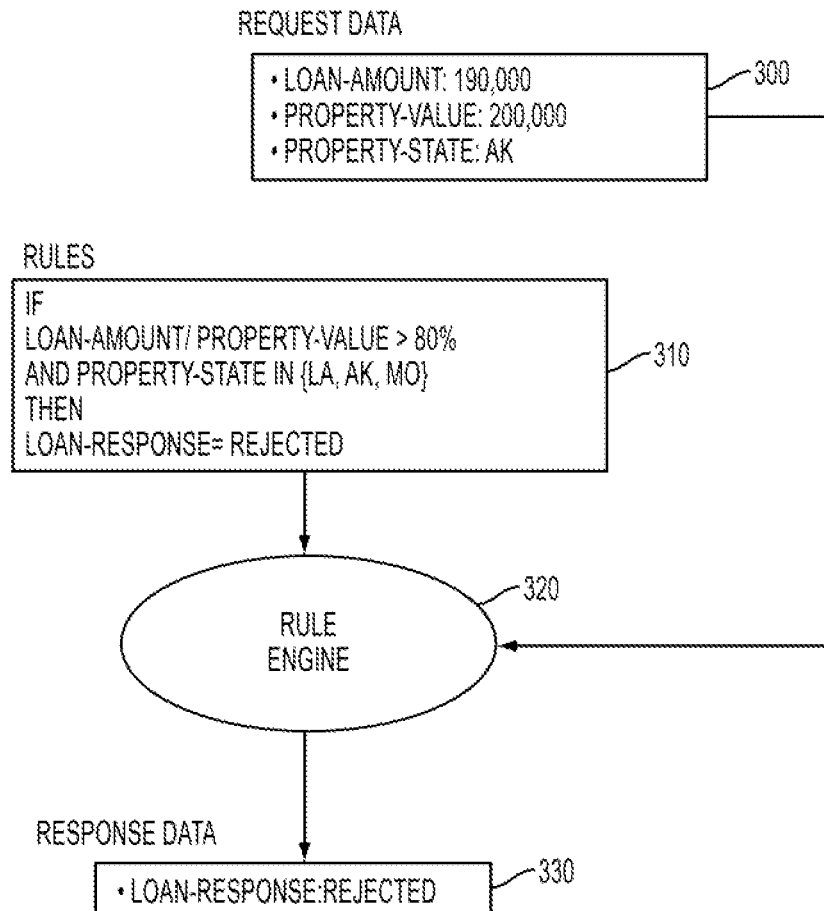 REQUEST DATA
300
• LOAN-AMOUNT: 190,000
• PROPERTY-VALUE: 200,000
• PROPERTY-STATE: AK
RULES
IF
LOAN-AMOUNT/ PROPERTY-VALUE > 80%
AND PROPERTY-STATE IN {LA, AK, MO}
THEN
LOAN-RESPONSE= REJECTED
310
320
RULE
ENGINE
RESPONSE DATA
• LOAN-RESPONSE:REJECTED
330